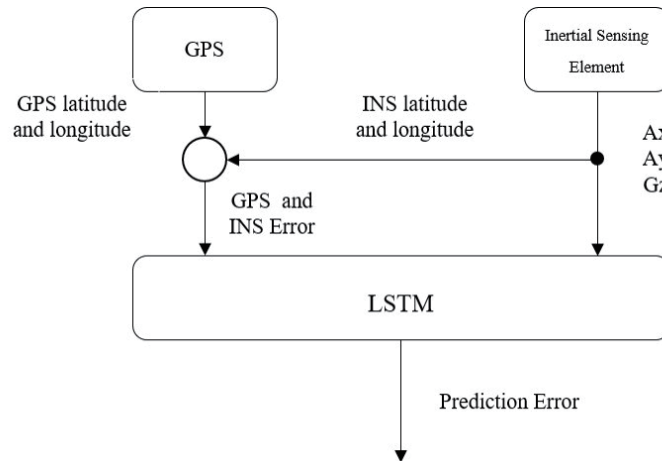 GPS
Inertial Sensing
Element
GPS latitude
and longitude
INS latitude
and longitude
Ax
Ay
Gz
GPS and
INS Error
LSTM
Prediction Error